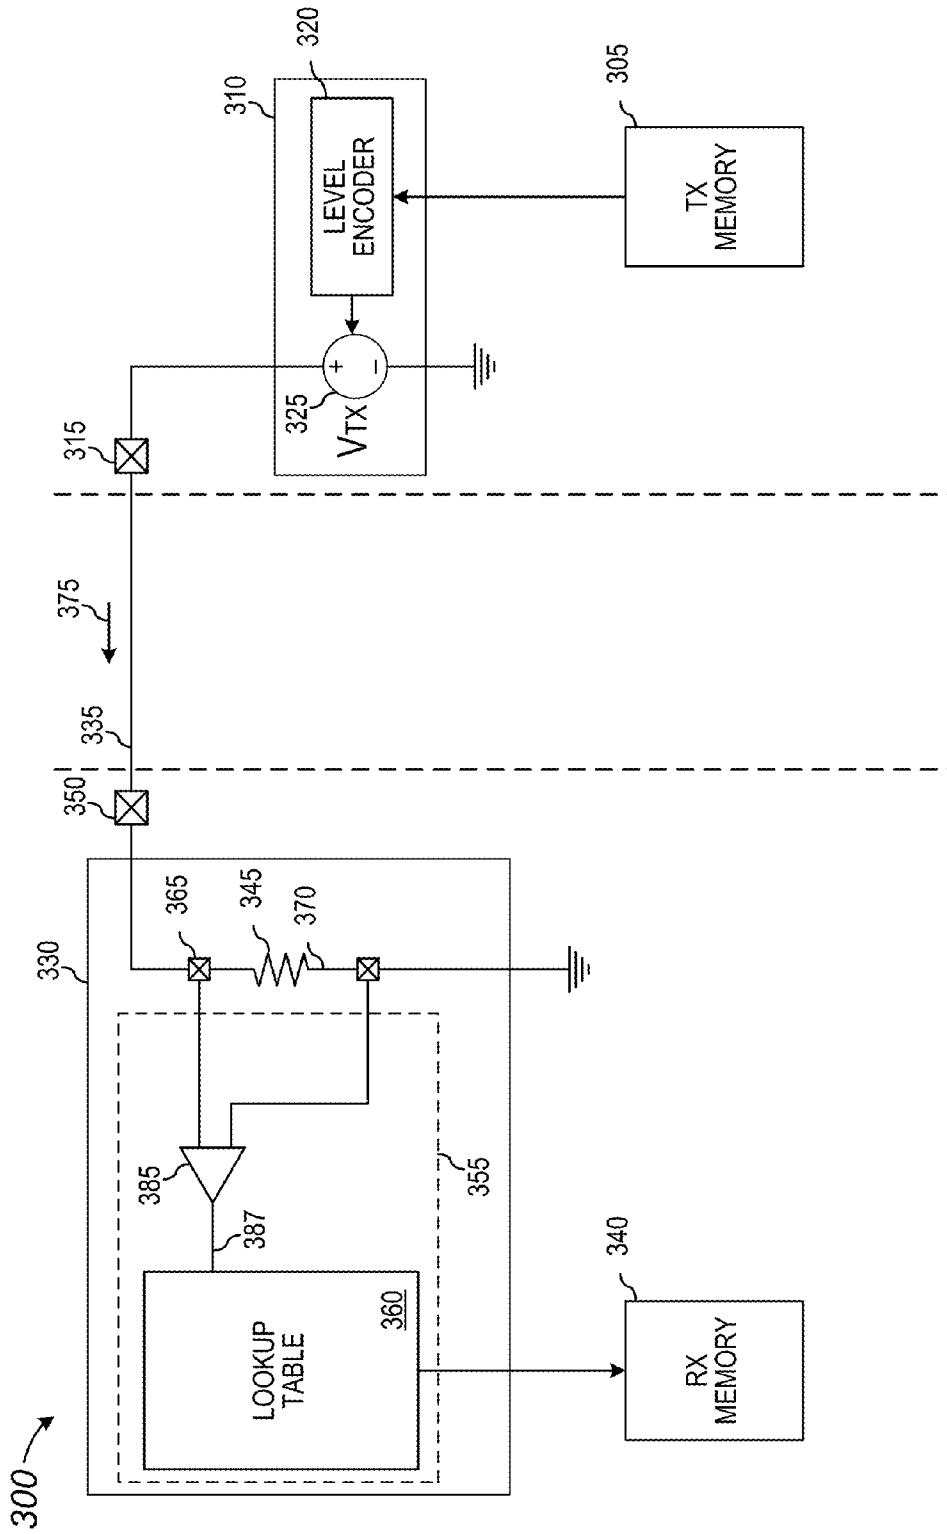 300
330
350
335
375
315
310
320
365
345
370
385
387
355
LOOKUP
TABLE
360
RX
MEMORY
340
325
+
−
VTX
LEVEL
ENCODER
TX
MEMORY
305